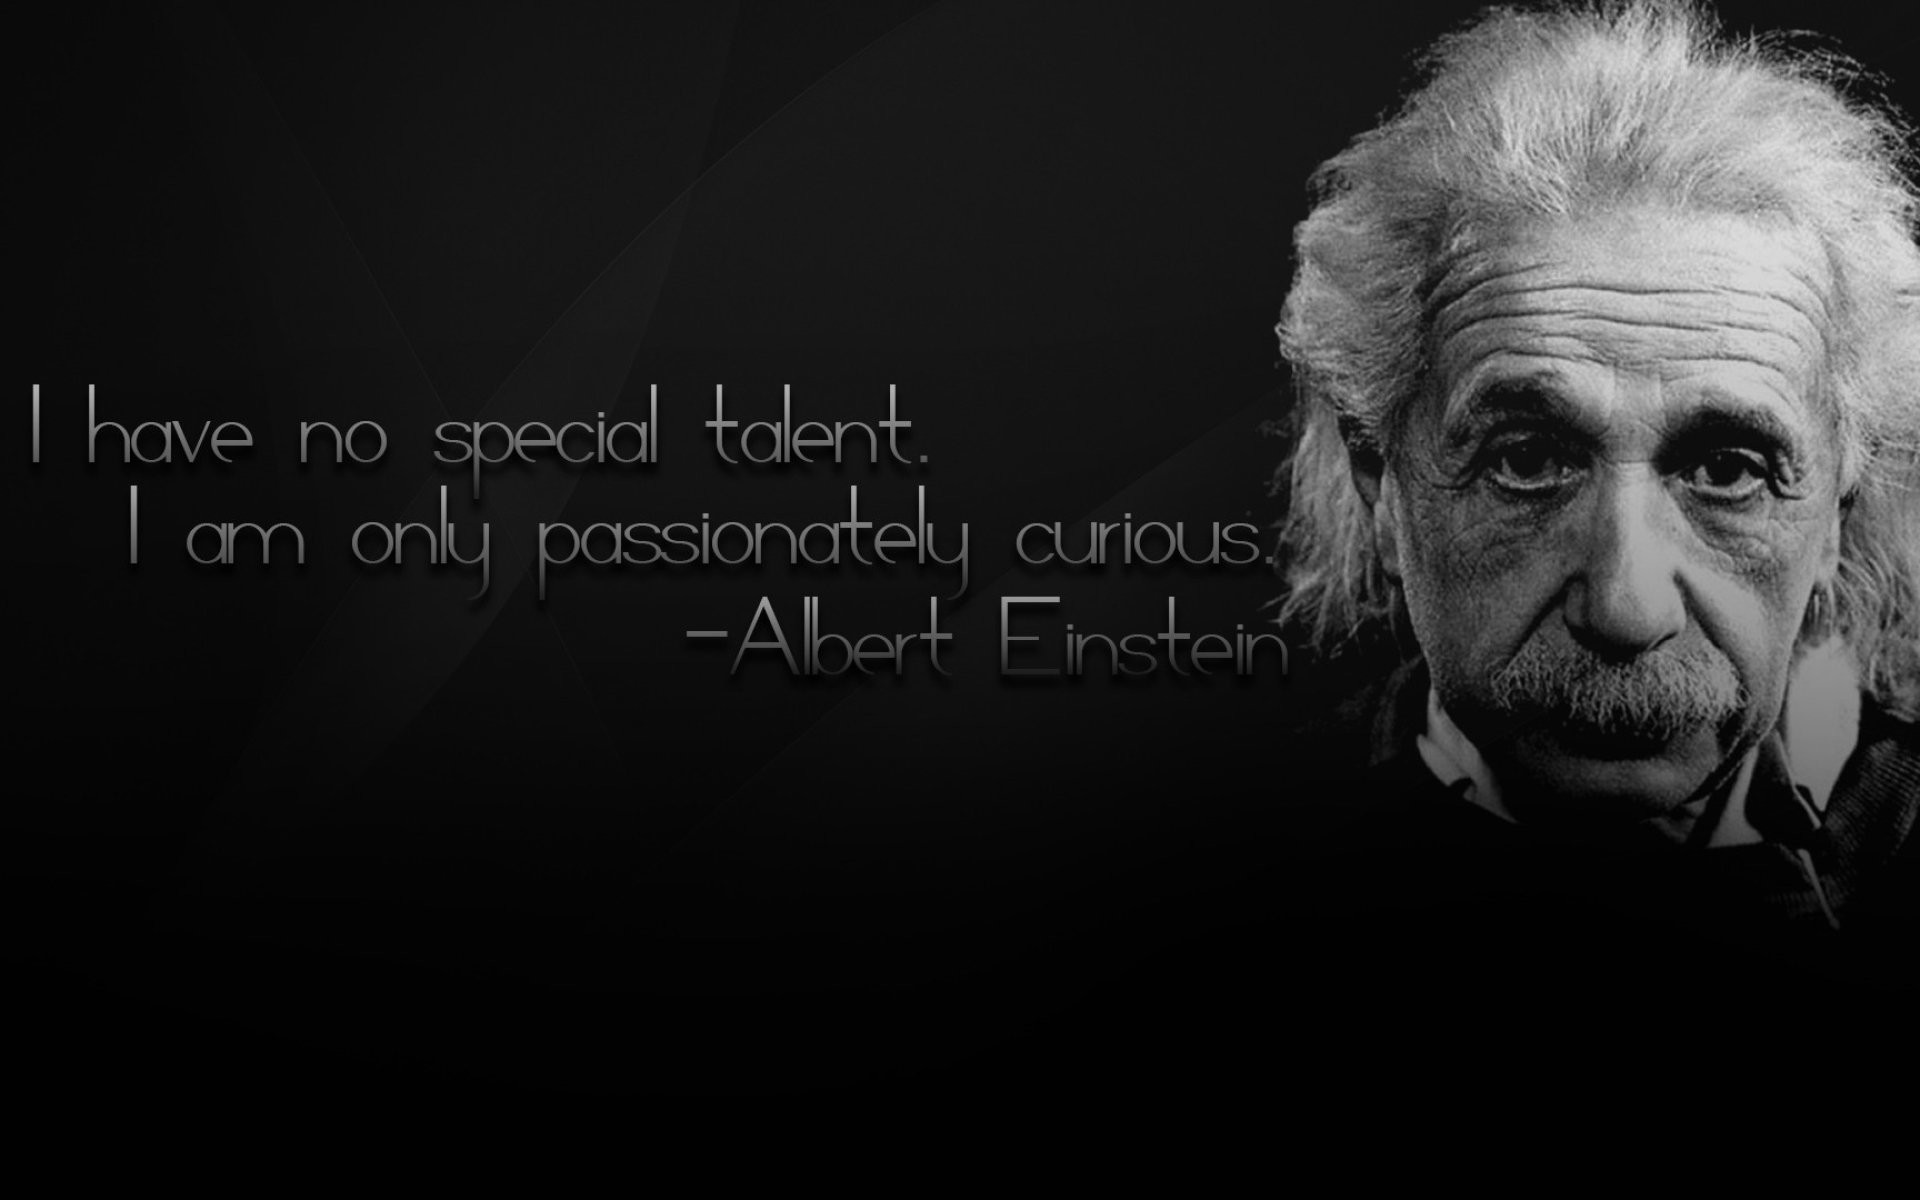 I have no special talent.
I am only passionately curious.
-Albert Einstein